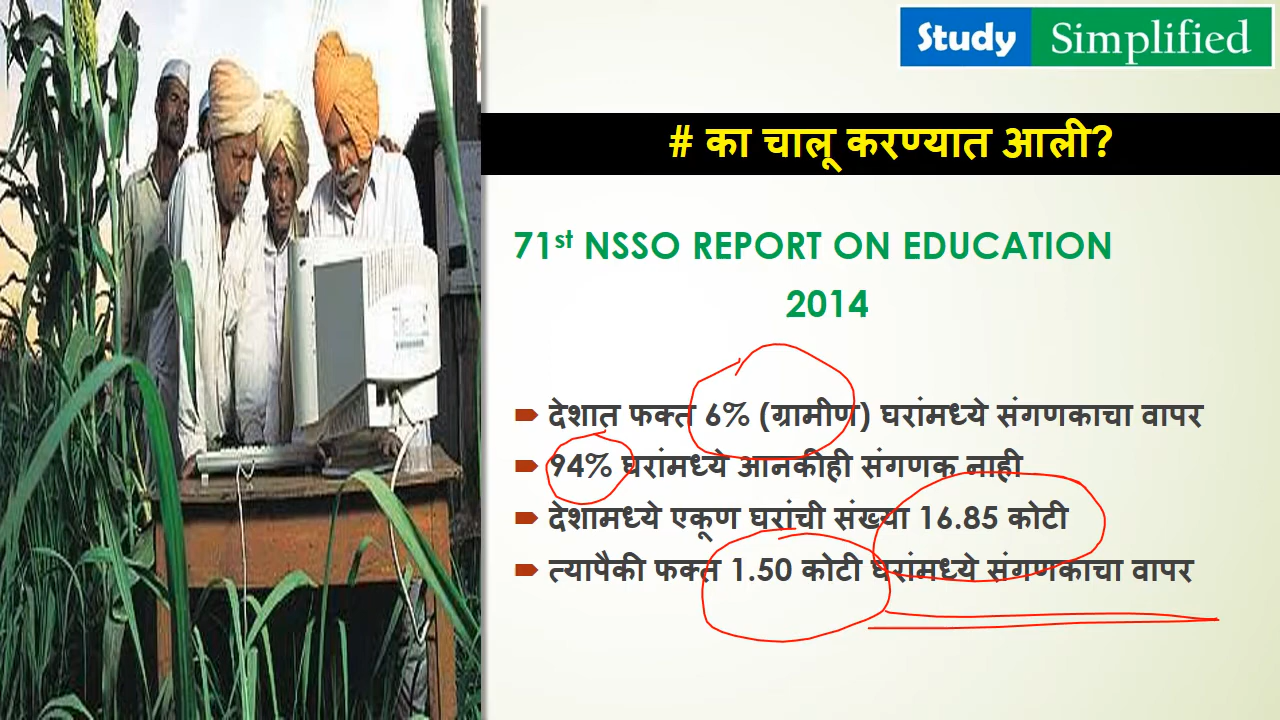 Study Simplified
# का चालू करण्यात आली?
71st NSSO REPORT ON EDUCATION
2014
देशात फक्त 6% (ग्रामीण) घरांमध्ये संगणकाचा वापर
94% घरांमध्ये आनकीही संगणक नाही
देशामध्ये एकूण घरांची संख्या 16.85 कोटी
त्यापैकी फक्त 1.50 कोटी घरांमध्ये संगणकाचा वापर